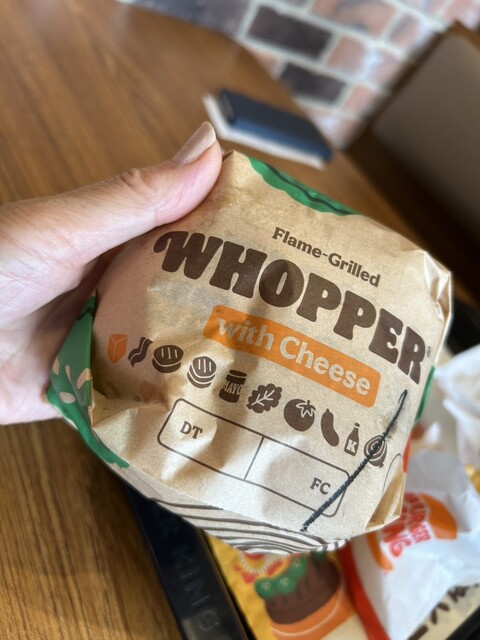 Flame-Grilled
WHOPPER®
with Cheese
MAYO
K
DT
FC